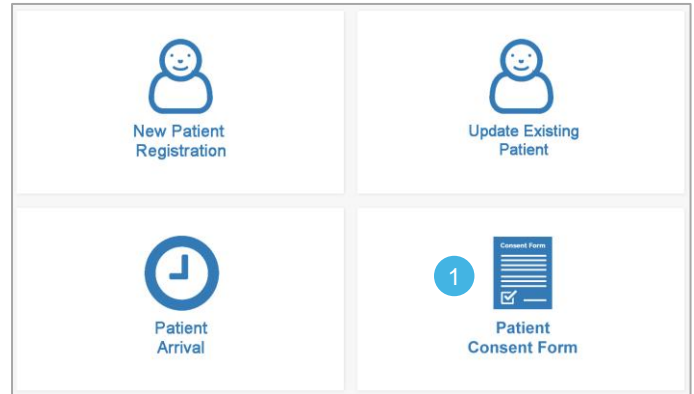 New Patient
Registration
Update Existing
Patient
Patient
Arrival
1
Consent Form
Patient
Consent Form